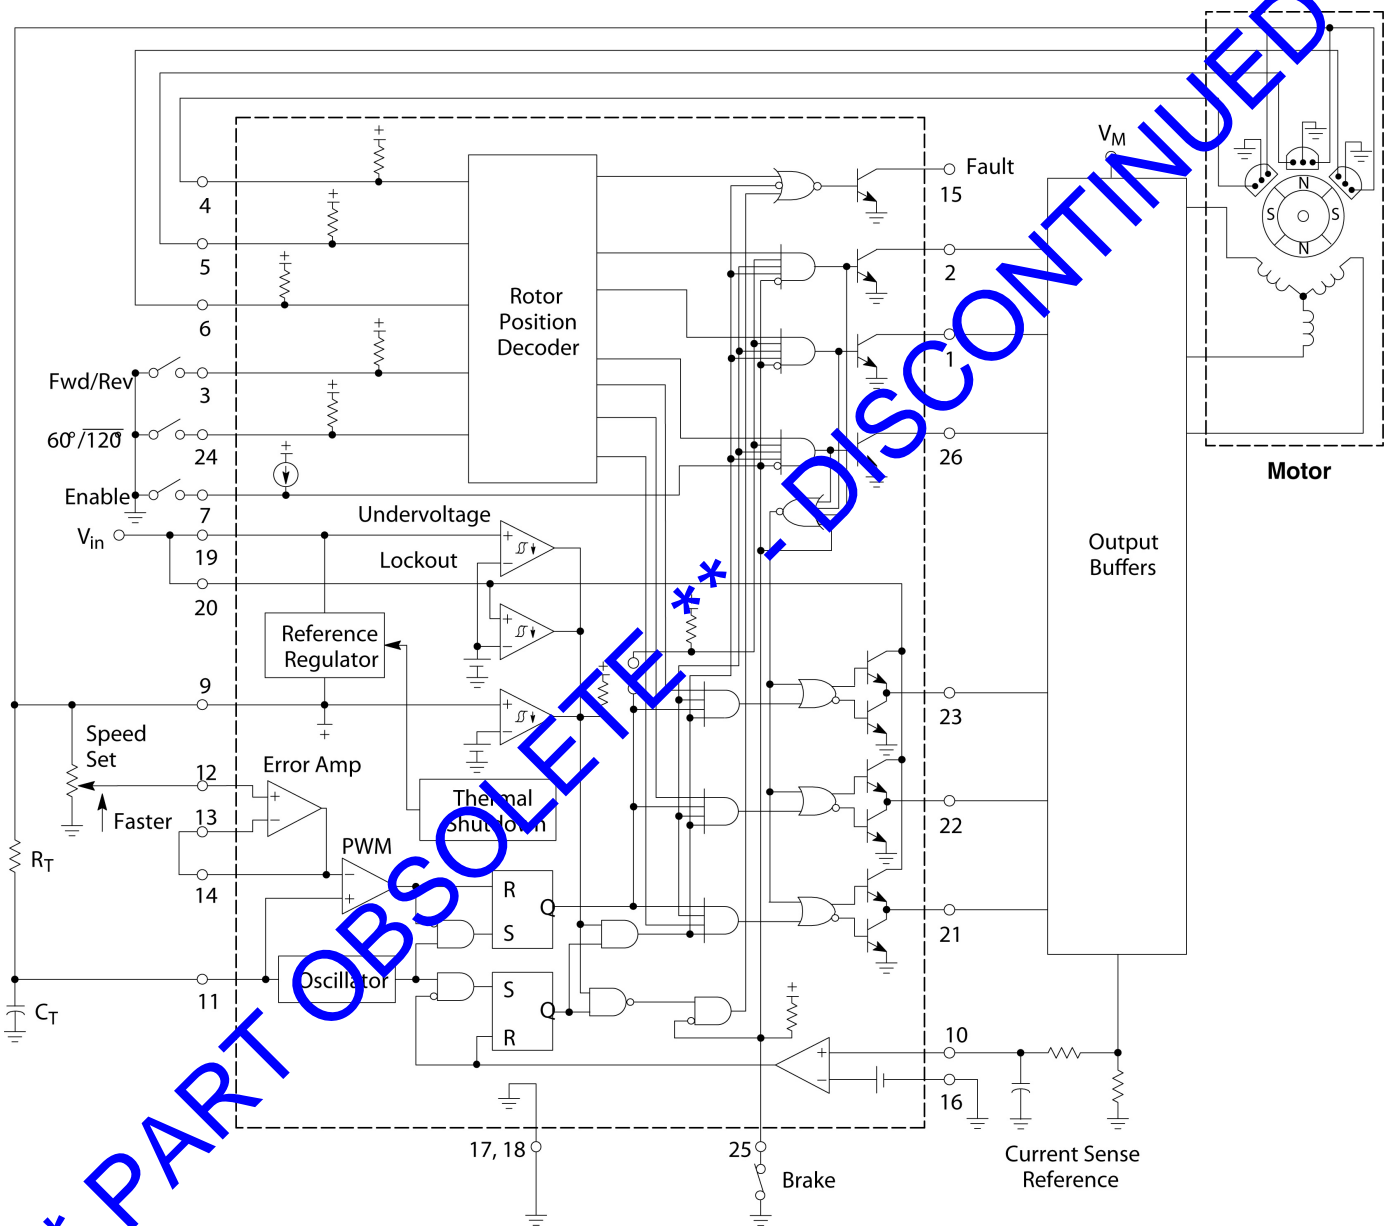 V_M
Fault
15
4
5
6
Rotor
Position
Decoder
2
1
26
Fwd/Rev
3
60°/120°
24
Enable
7
V_in
19
20
Undervoltage
Lockout
Motor
N
S
S
N
Output
Buffers
+
−
+
−
+
−
Reference
Regulator
9
Speed
Set
12
Error Amp
+
−
13
Faster
PWM
−
+
14
Thermal
Shutdown
R_T
R
S
Q
S
R
Q
Oscillator
11
C_T
23
22
21
10
+
−
16
17, 18
25
Brake
Current Sense
Reference
* PART OBSOLETE ** - DISCONTINUED